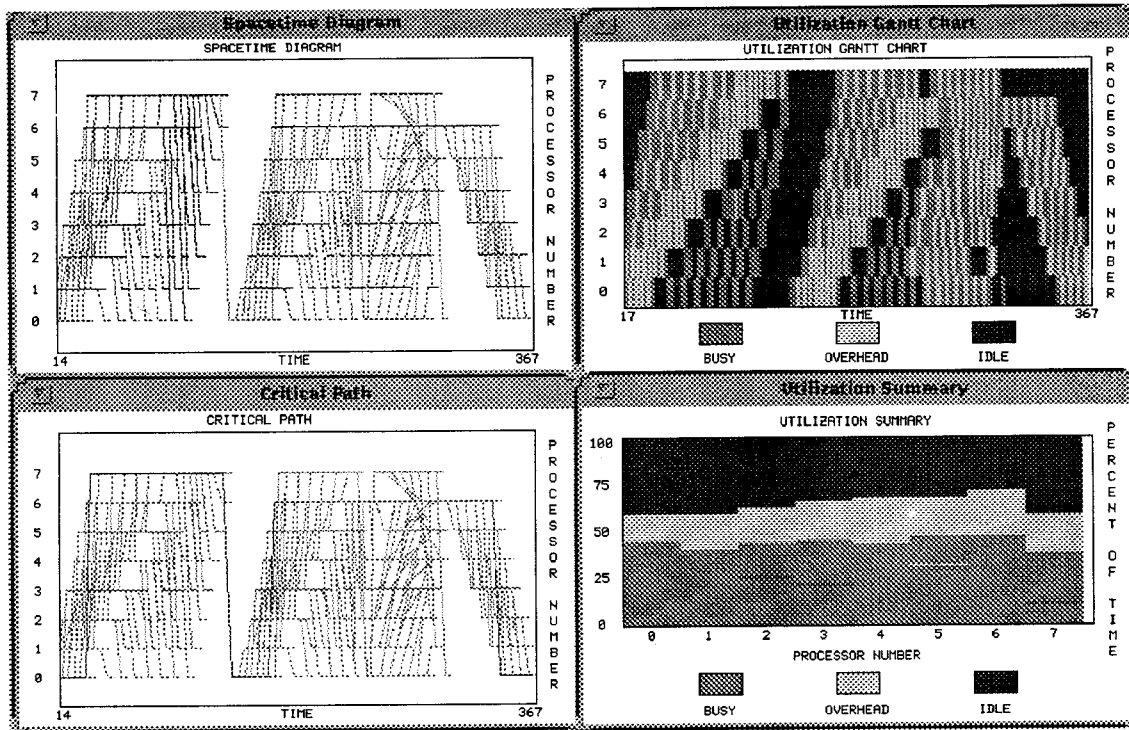 Spacetime Diagram
SPACETIME DIAGRAM
7
6
5
4
3
2
1
0
14
TIME
367
PROCESSOR NUMBER
Utilization Gantt Chart
UTILIZATION GANTT CHART
7
6
5
4
3
2
1
0
17
TIME
367
PROCESSOR NUMBER
BUSY
OVERHEAD
IDLE
Critical Path
CRITICAL PATH
7
6
5
4
3
2
1
0
14
TIME
367
PROCESSOR NUMBER
Utilization Summary
UTILIZATION SUMMARY
100
75
50
25
0
0 1 2 3 4 5 6 7
PROCESSOR NUMBER
PERCENT OF TIME
BUSY
OVERHEAD
IDLE